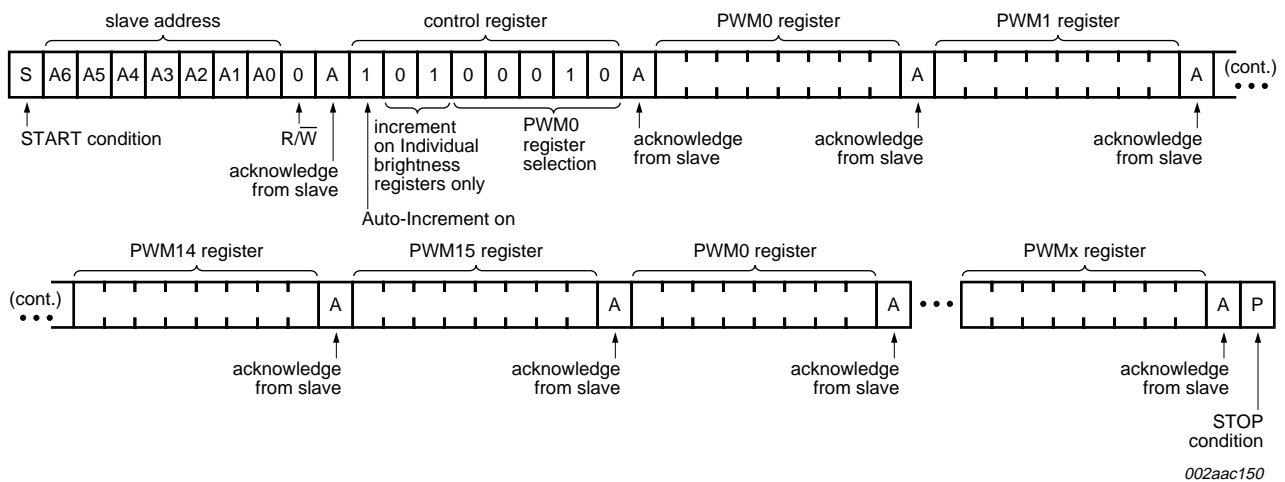 slave address
control register
PWM0 register
PWM1 register
S A6 A5 A4 A3 A2 A1 A0 0 A 1 0 1 0 0 0 1 0 A A A (cont.)
START condition
R/W̅
acknowledge
from slave
Auto-Increment on
increment
on Individual
brightness
registers only
PWM0
register
selection
acknowledge
from slave
acknowledge
from slave
acknowledge
from slave
PWM14 register
PWM15 register
PWM0 register
PWMx register
(cont.) A A A A P
acknowledge
from slave
acknowledge
from slave
acknowledge
from slave
acknowledge
from slave
STOP
condition
002aac150